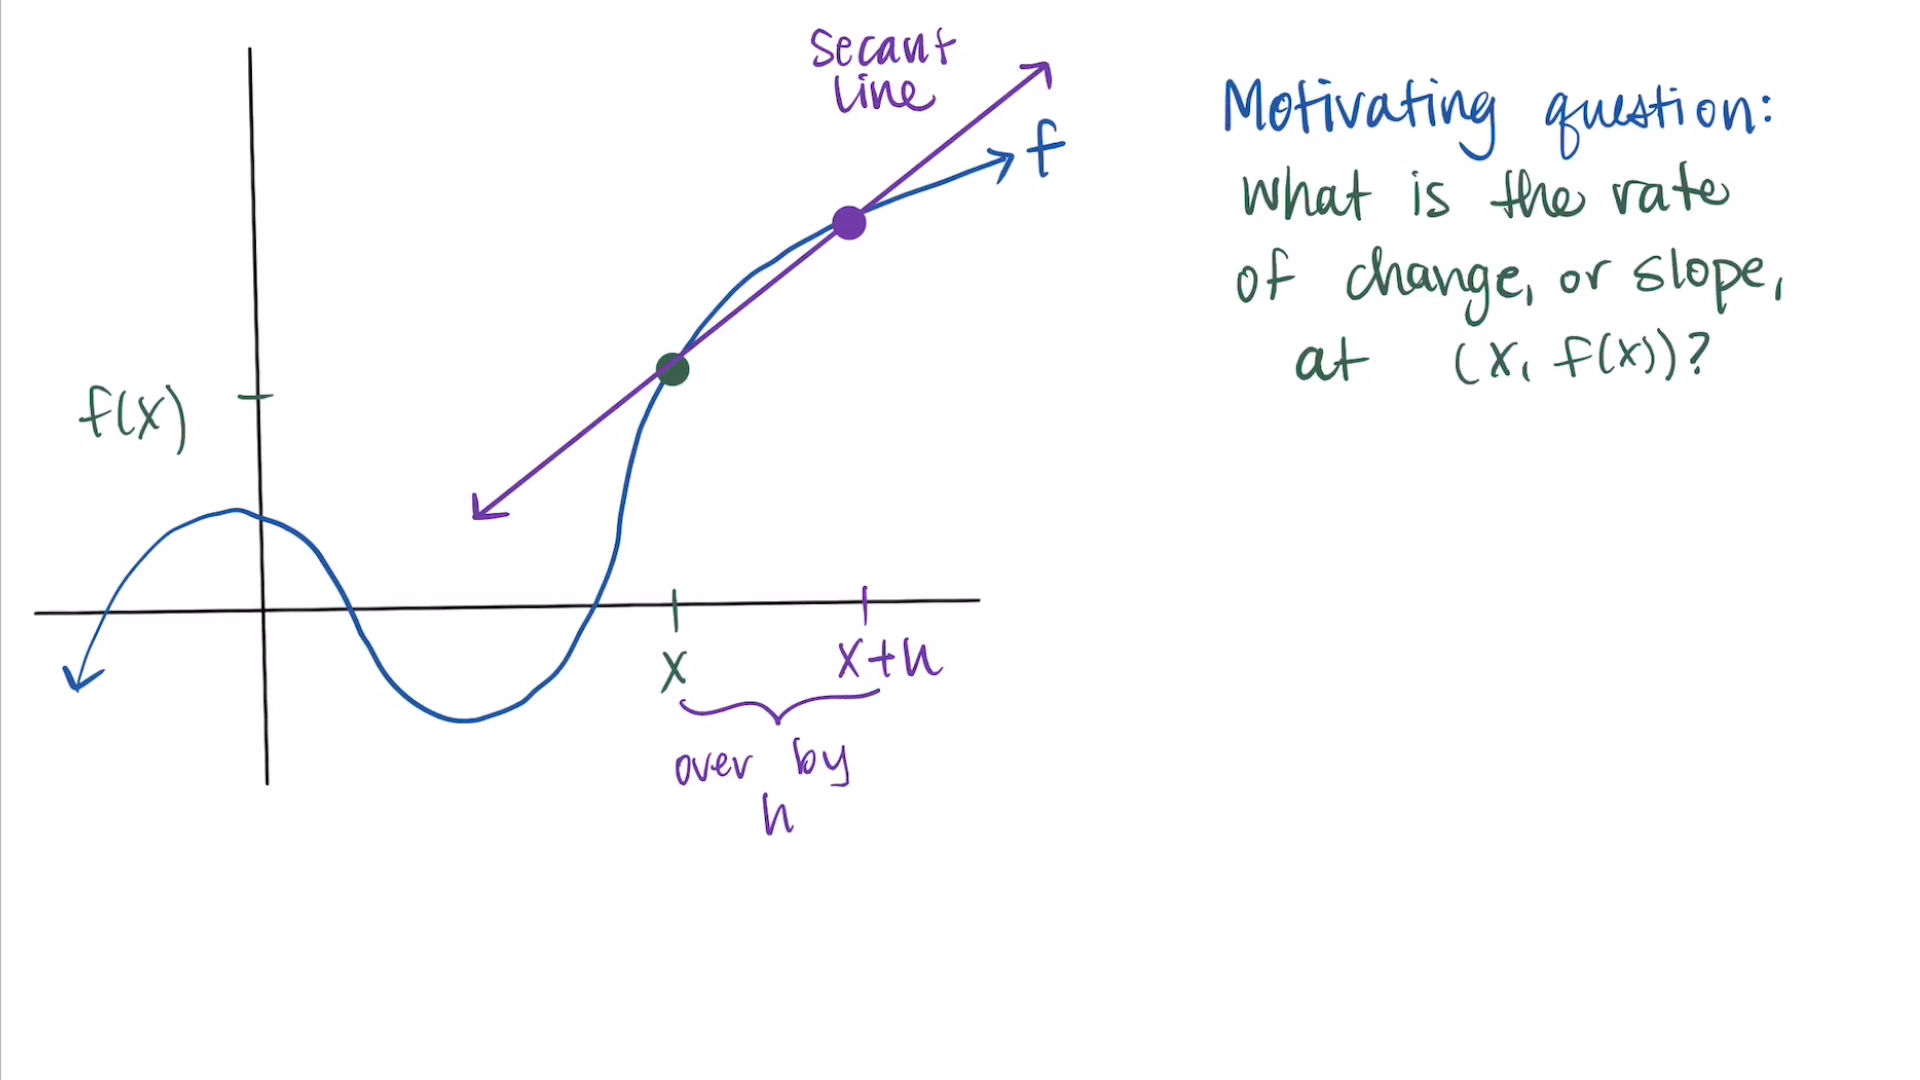 secant
line
f
f(x)
x
x+h
over by
h
Motivating question:
What is the rate
of change, or slope,
at (x, f(x))?